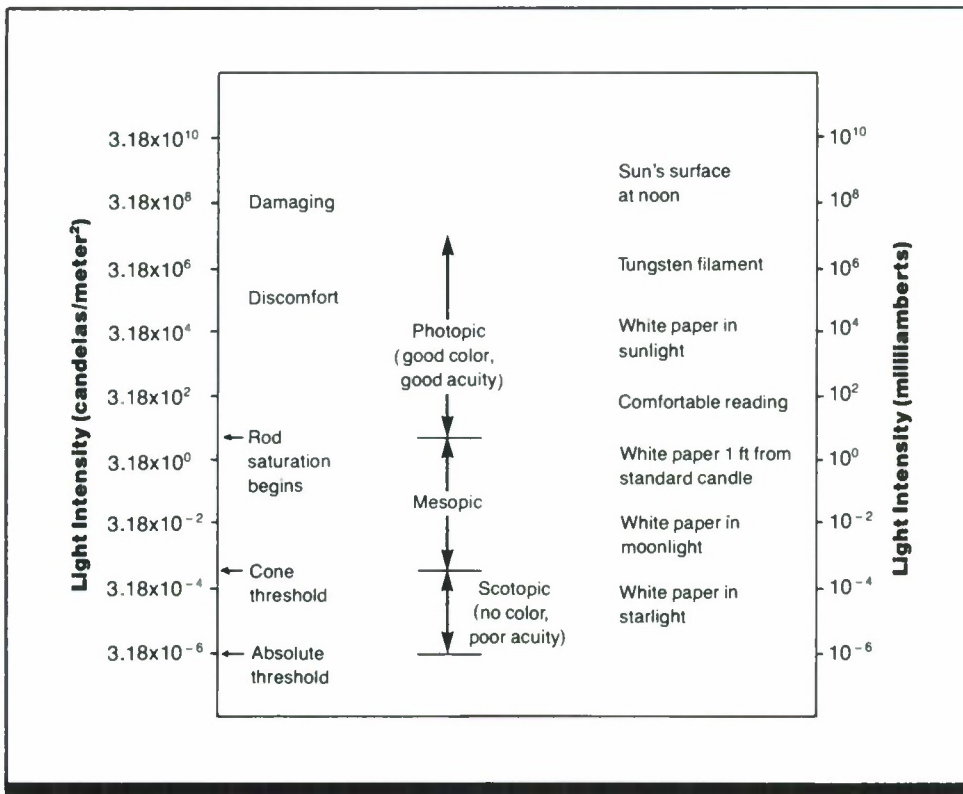 Light Intensity (candelas/meter²)
3.18x10¹⁰
3.18x10⁸
3.18x10⁶
3.18x10⁴
3.18x10²
3.18x10⁰
3.18x10⁻²
3.18x10⁻⁴
3.18x10⁻⁶
Damaging
Discomfort
Rod
saturation
begins
Cone
threshold
Absolute
threshold
Photopic
(good color,
good acuity)
Mesopic
Scotopic
(no color,
poor acuity)
Sun's surface
at noon
Tungsten filament
White paper in
sunlight
Comfortable reading
White paper 1 ft from
standard candle
White paper in
moonlight
White paper in
starlight
10¹⁰
10⁸
10⁶
10⁴
10²
10⁰
10⁻²
10⁻⁴
10⁻⁶
Light Intensity (milliamberts)